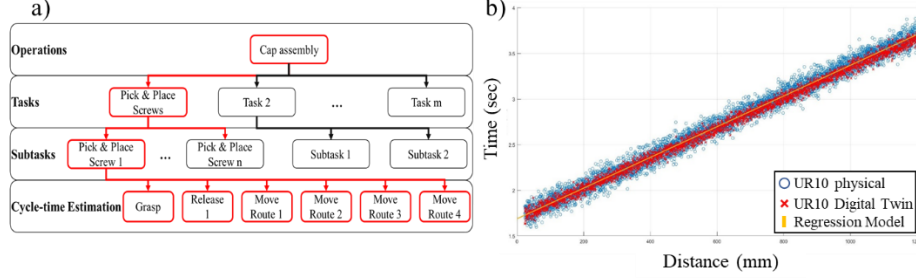 a)
Operations
Cap assembly
Tasks
Pick & Place
Screws
Task 2
...
Task m
Subtasks
Pick & Place
Screw 1
...
Pick & Place
Screw n
Subtask 1
Subtask 2
Cycle-time Estimation
Grasp
Release
1
Move
Route 1
Move
Route 2
Move
Route 3
Move
Route 4
b)
Time (sec)
4
3.5
3
2.5
2
1.5
0
200
400
600
800
1000
Distance (mm)
UR10 physical
UR10 Digital Twin
Regression Model